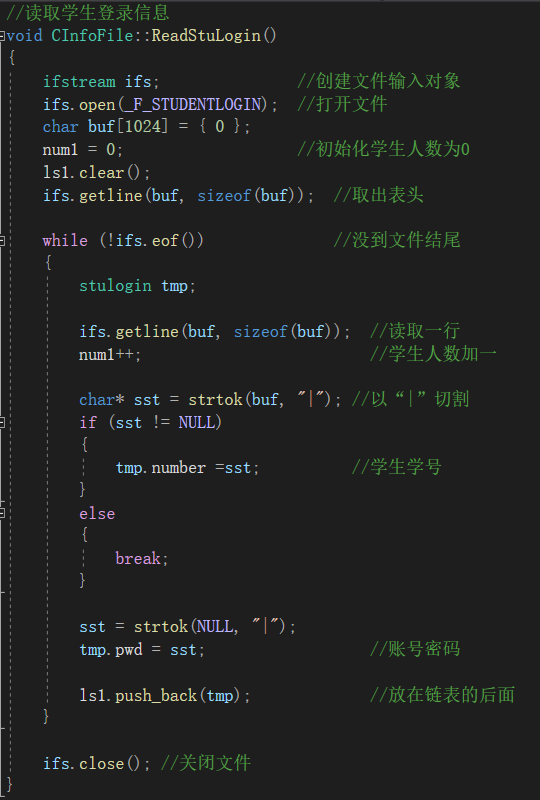 //读取学生登录信息
void CInfoFile::ReadStuLogin()
{
    ifstream ifs;               //创建文件输入对象
    ifs.open(_F_STUDENTLOGIN);  //打开文件
    char buf[1024] = { 0 };
    num1 = 0;                   //初始化学生人数为0
    ls1.clear();
    ifs.getline(buf, sizeof(buf));  //取出表头

    while (!ifs.eof())              //没到文件结尾
    {
        stulogin tmp;

        ifs.getline(buf, sizeof(buf));  //读取一行
        num1++;                         //学生人数加一

        char* sst = strtok(buf, "|"); //以“|”切割
        if (sst != NULL)
        {
            tmp.number =sst;          //学生学号
        }
        else
        {
            break;
        }

        sst = strtok(NULL, "|");
        tmp.pwd = sst;                  //账号密码

        ls1.push_back(tmp);             //放在链表的后面
    }

    ifs.close(); //关闭文件
}